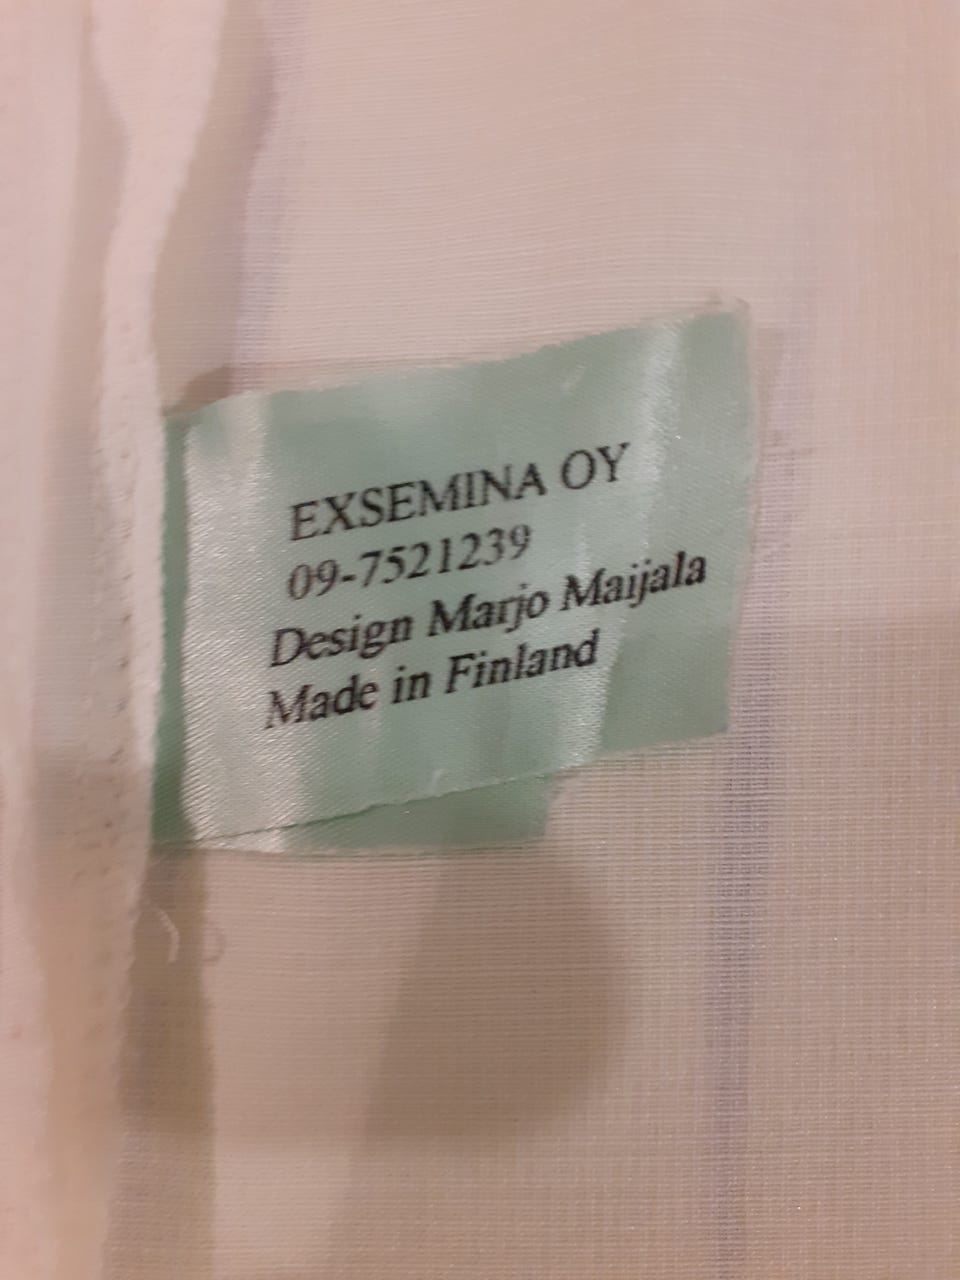 EXSEMINA OY
09-7521239
Design Marjo Maijala
Made in Finland